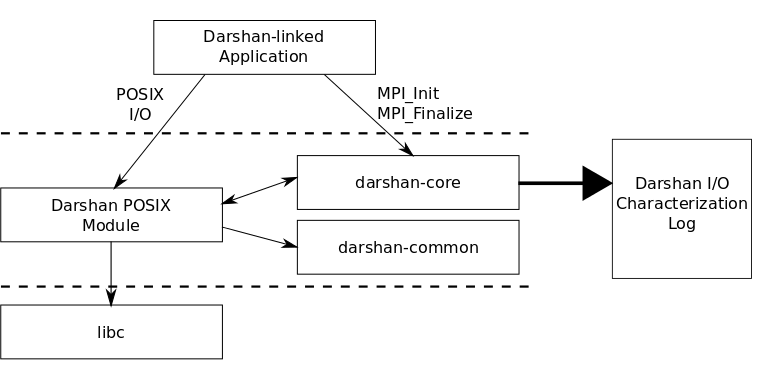 Darshan-linked
Application
POSIX
I/O
MPI_Init
MPI_Finalize
darshan-core
Darshan I/O
Characterization
Log
Darshan POSIX
Module
darshan-common
libc